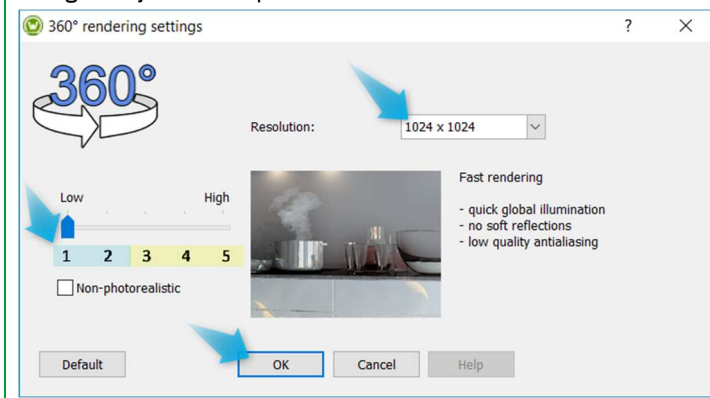 360° rendering settings ? X
360°
Resolution: 1024 x 1024
Fast rendering
- quick global illumination
- no soft reflections
- low quality antialiasing
Low High
1 2 3 4 5
Non-photorealistic
Default OK Cancel Help